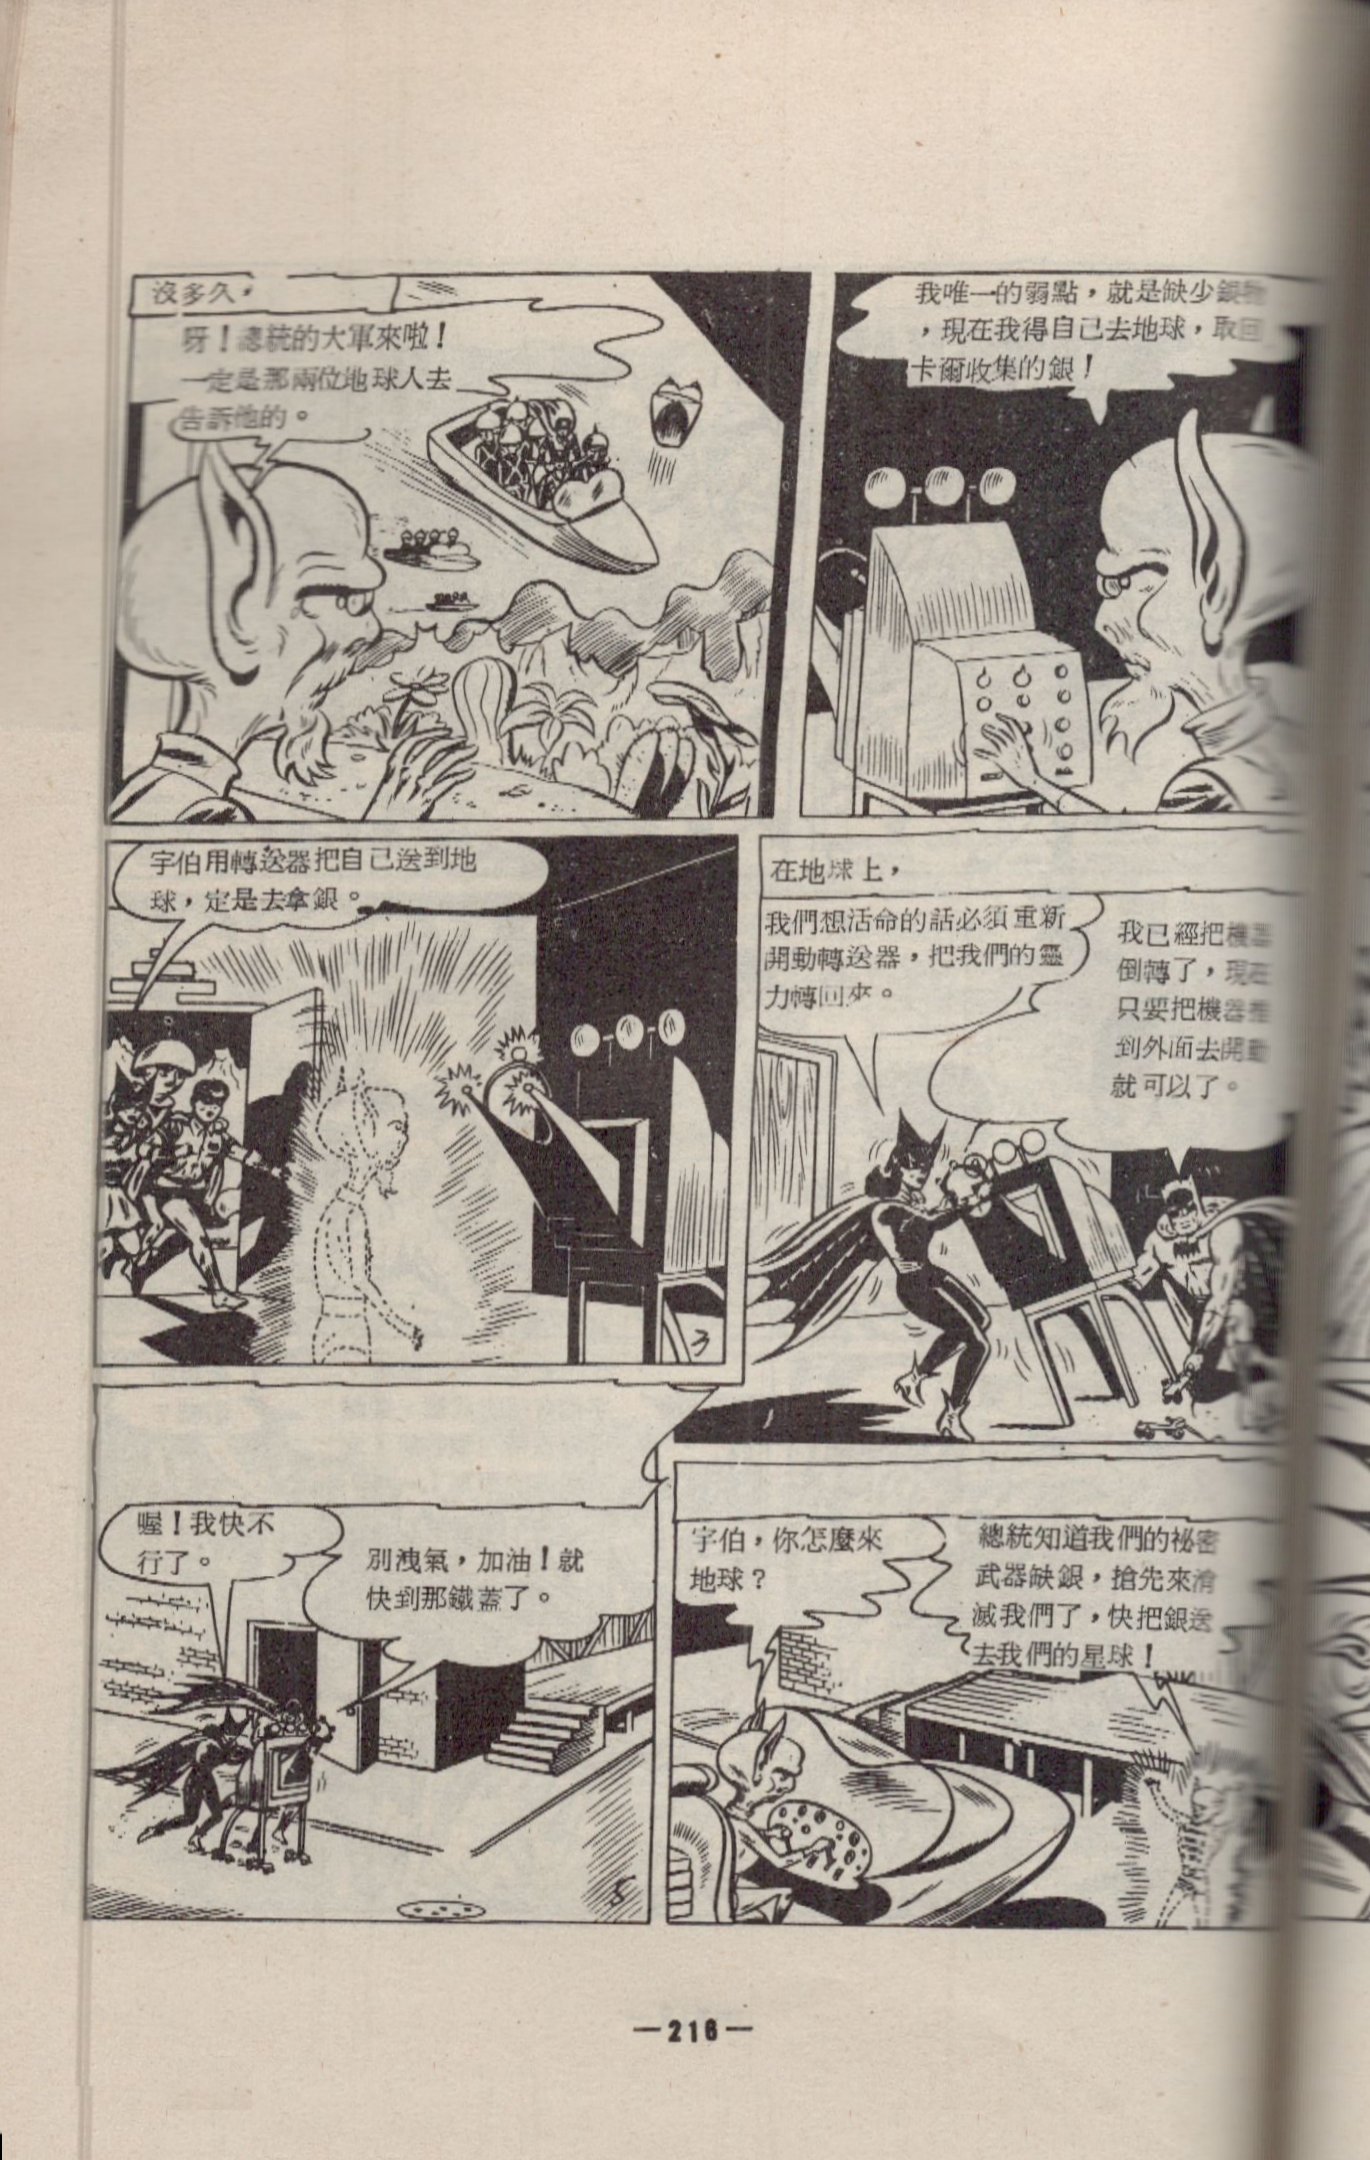 沒多久，
呀！總統的大軍來啦！
一定是那兩位地球人去
告訴他的。
我唯一的弱點，就是缺少銀
，現在我得自己去地球，取回
卡爾收集的銀！
宇伯用轉送器把自己送到地
球，定是去拿銀。
在地球上，
我們想活命的話必須重新
開動轉送器，把我們的靈
力轉回來。
我已經把機器
倒轉了，現在
只要把機器推
到外面去開動
就可以了。
喔！我快不
行了。
別洩氣，加油！就
快到那鐵蓋了。
宇伯，你怎麼來
地球？
總統知道我們的祕密
武器缺銀，搶先來消
滅我們了，快把銀送
去我們的星球！
—216—